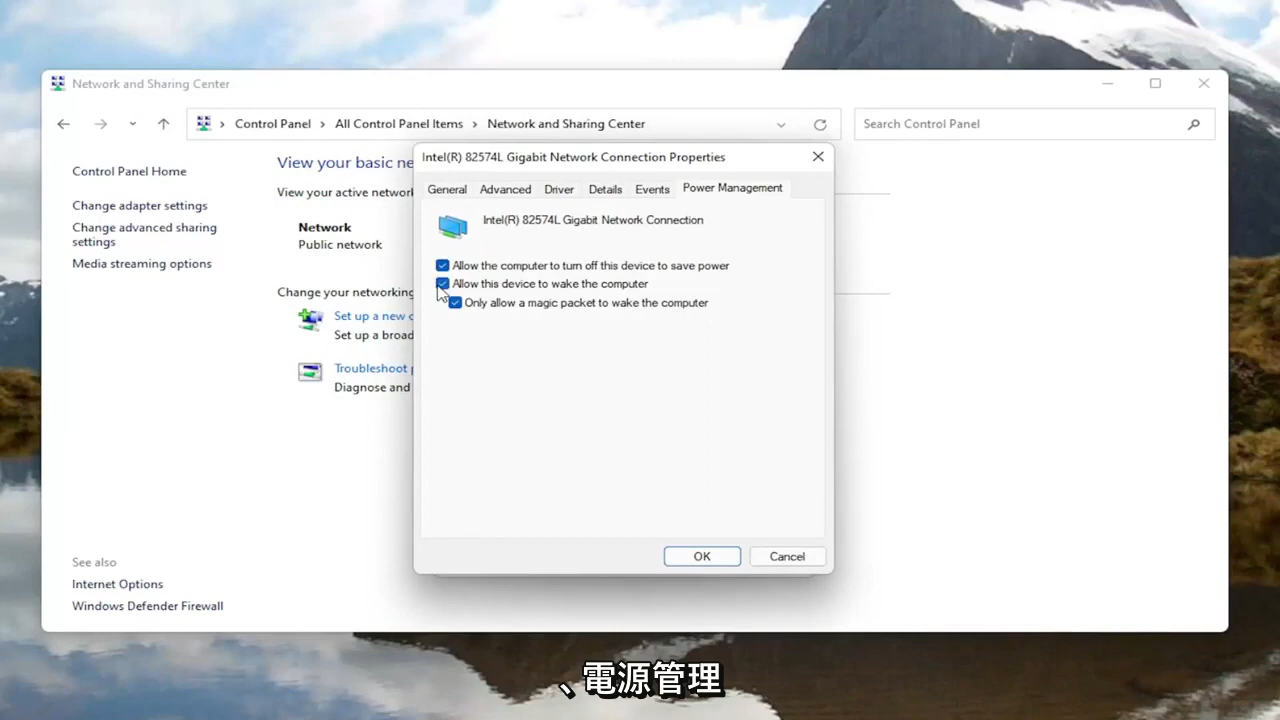 Network and Sharing Center
Control Panel > All Control Panel Items > Network and Sharing Center
Search Control Panel
Control Panel Home
Change adapter settings
Change advanced sharing
settings
Media streaming options
See also
Internet Options
Windows Defender Firewall
View your basic ne
View your active network
Network
Public network
Change your networking
Set up a new c
Set up a broad
Troubleshoot p
Diagnose and
Intel(R) 82574L Gigabit Network Connection Properties
General Advanced Driver Details Events Power Management
Intel(R) 82574L Gigabit Network Connection
Allow the computer to turn off this device to save power
Allow this device to wake the computer
Only allow a magic packet to wake the computer
OK Cancel
、電源管理